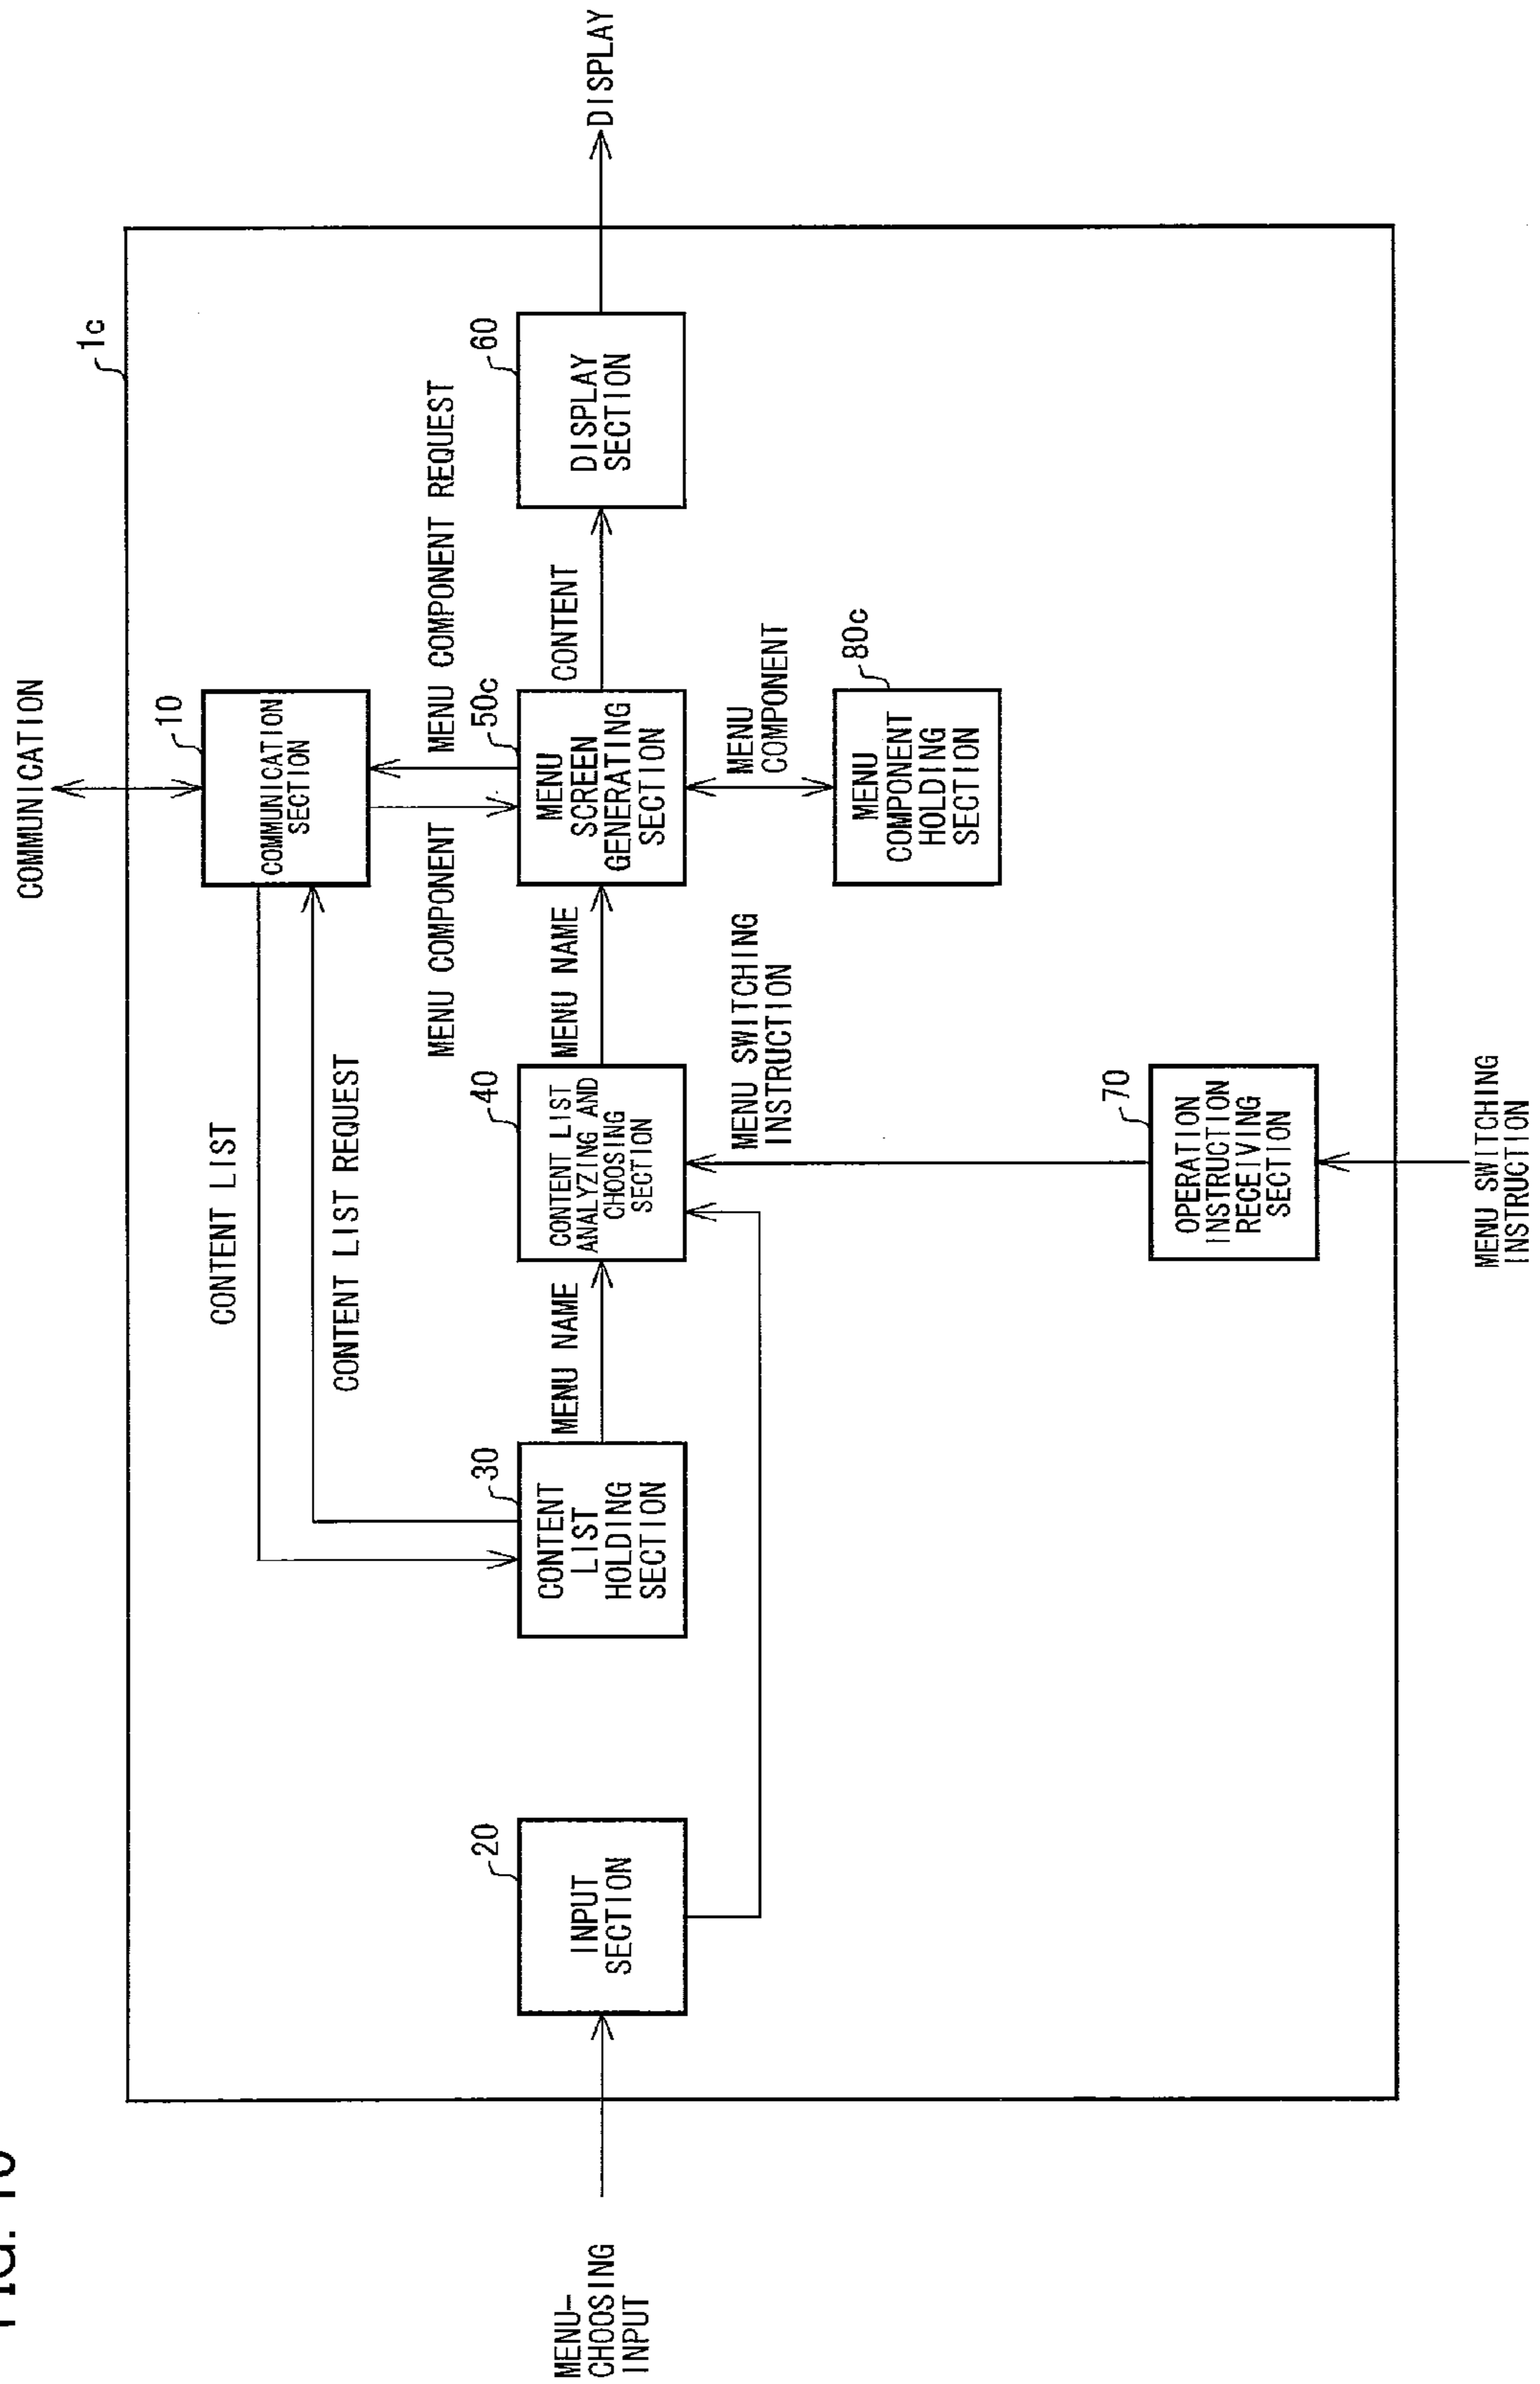 FIG.
COMMUNICATION
1c
10
COMMUNICATION
SECTION
CONTENT LIST
CONTENT LIST REQUEST
MENU COMPONENT
MENU COMPONENT REQUEST
MENU-
CHOOSING
INPUT
20
INPUT
SECTION
30
CONTENT
LIST
HOLDING
SECTION
MENU NAME
40
CONTENT LIST
ANALYZING AND
CHOOSING
SECTION
MENU NAME
50c
MENU
SCREEN
GENERATING
SECTION
CONTENT
60
DISPLAY
SECTION
DISPLAY
MENU SWITCHING
INSTRUCTION
MENU
COMPONENT
80c
MENU
COMPONENT
HOLDING
SECTION
70
OPERATION
INSTRUCTION
RECEIVING
SECTION
MENU SWITCHING
INSTRUCTION